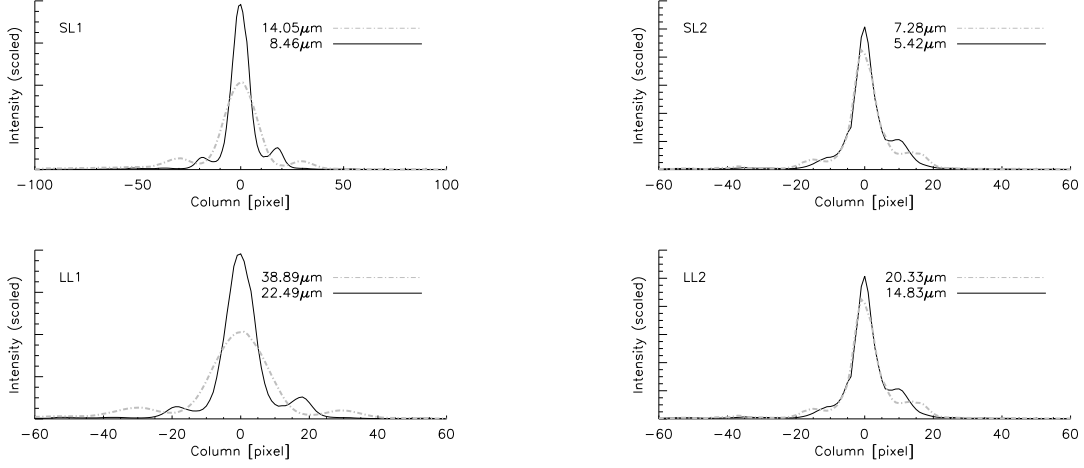 SL1
14.05μm
8.46μm
Intensity (scaled)
−100 −50 0 50 100
Column [pixel]
SL2
7.28μm
5.42μm
Intensity (scaled)
−60 −40 −20 0 20 40 60
Column [pixel]
LL1
38.89μm
22.49μm
Intensity (scaled)
−60 −40 −20 0 20 40 60
Column [pixel]
LL2
20.33μm
14.83μm
Intensity (scaled)
−60 −40 −20 0 20 40 60
Column [pixel]